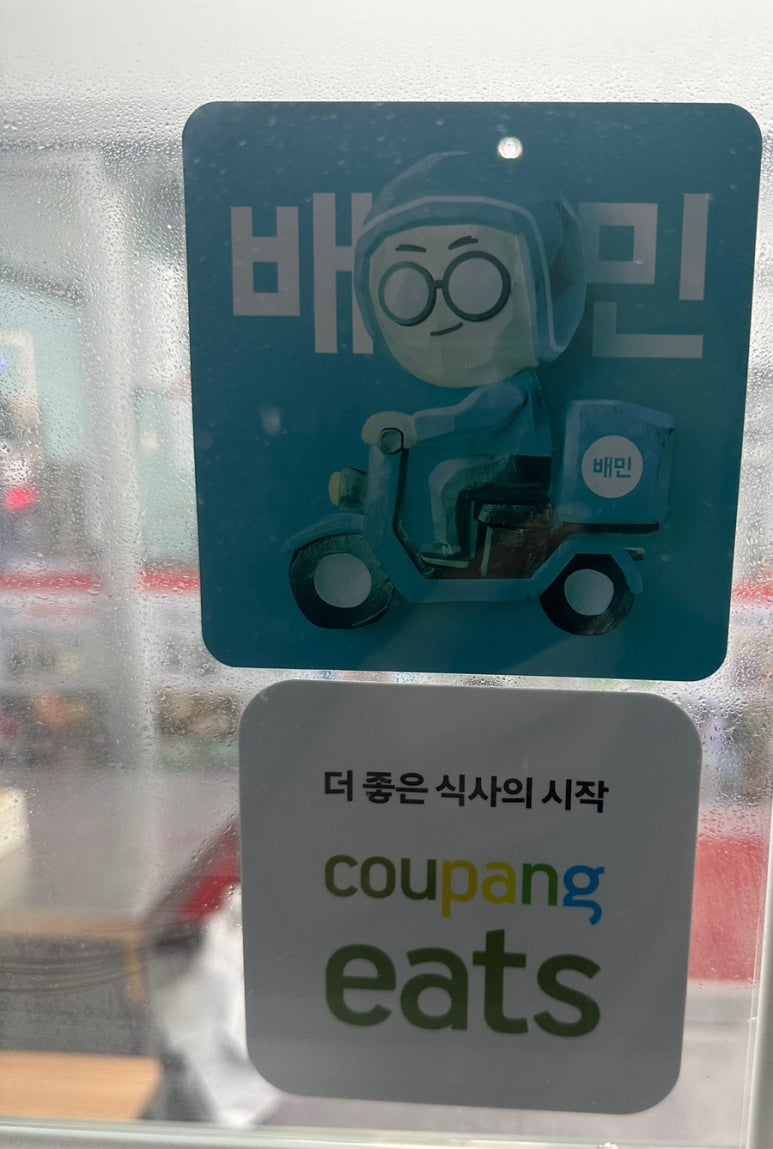 배민
배민
더 좋은 식사의 시작
coupang
eats